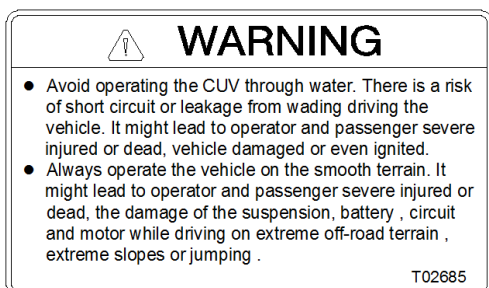 WARNING
● Avoid operating the CUV through water. There is a risk
of short circuit or leakage from wading driving the
vehicle. It might lead to operator and passenger severe
injured or dead, vehicle damaged or even ignited.
● Always operate the vehicle on the smooth terrain. It
might lead to operator and passenger severe injured or
dead, the damage of the suspension, battery , circuit
and motor while driving on extreme off-road terrain ,
extreme slopes or jumping .
T02685